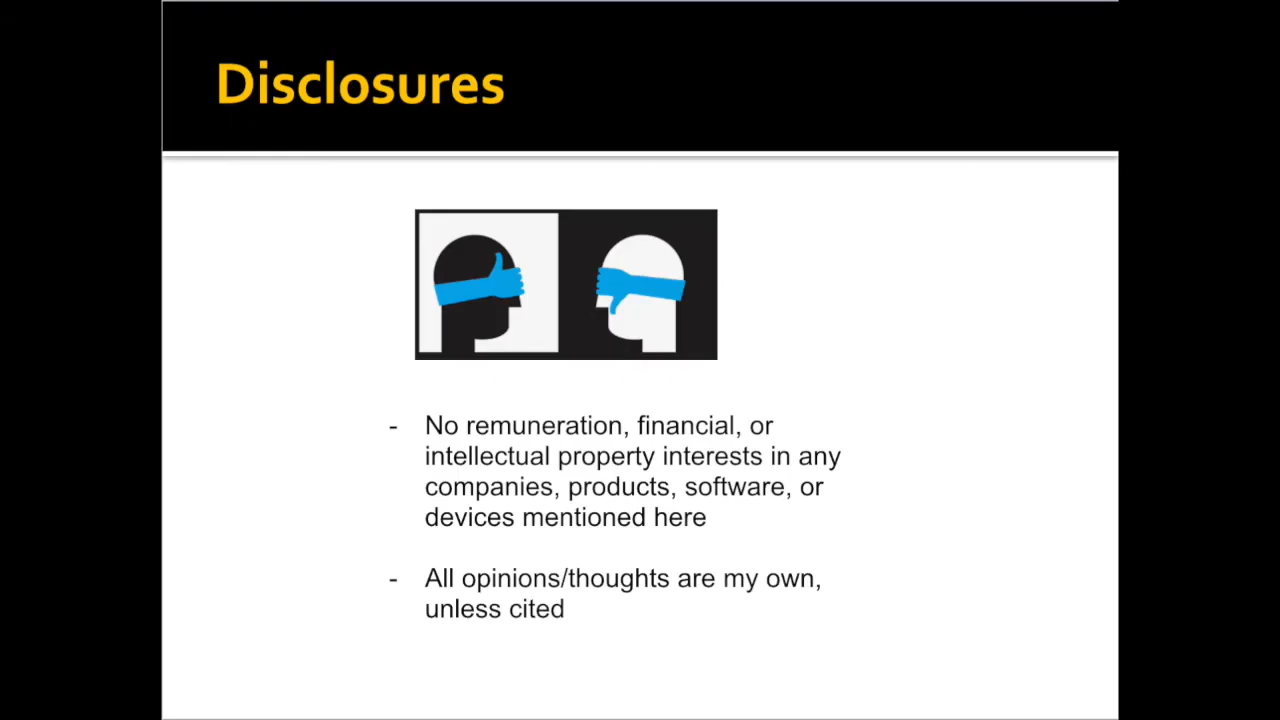 Disclosures
- No remuneration, financial, or
intellectual property interests in any
companies, products, software, or
devices mentioned here
- All opinions/thoughts are my own,
unless cited